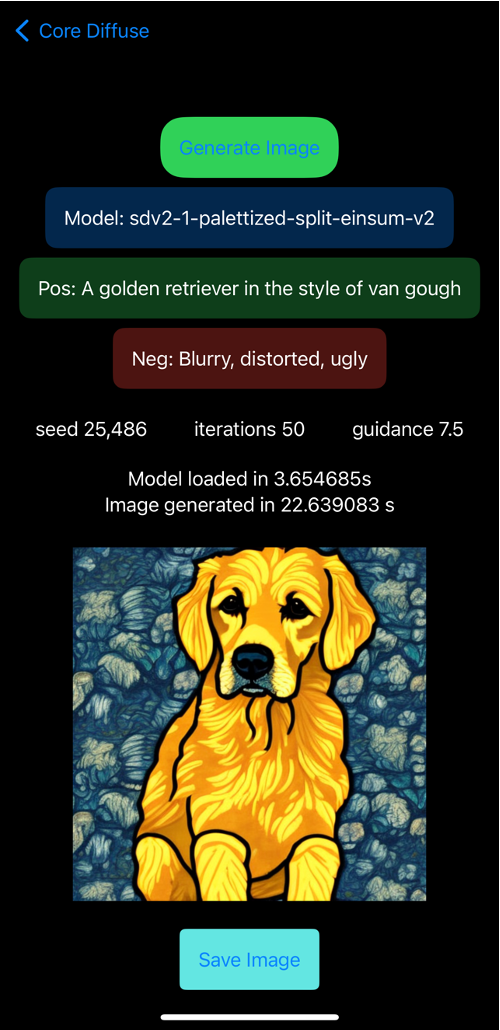 Core Diffuse
Generate Image
Model: sdv2-1-palettized-split-einsum-v2
Pos: A golden retriever in the style of van gough
Neg: Blurry, distorted, ugly
seed 25,486 iterations 50 guidance 7.5
Model loaded in 3.654685s
Image generated in 22.639083 s
Save Image